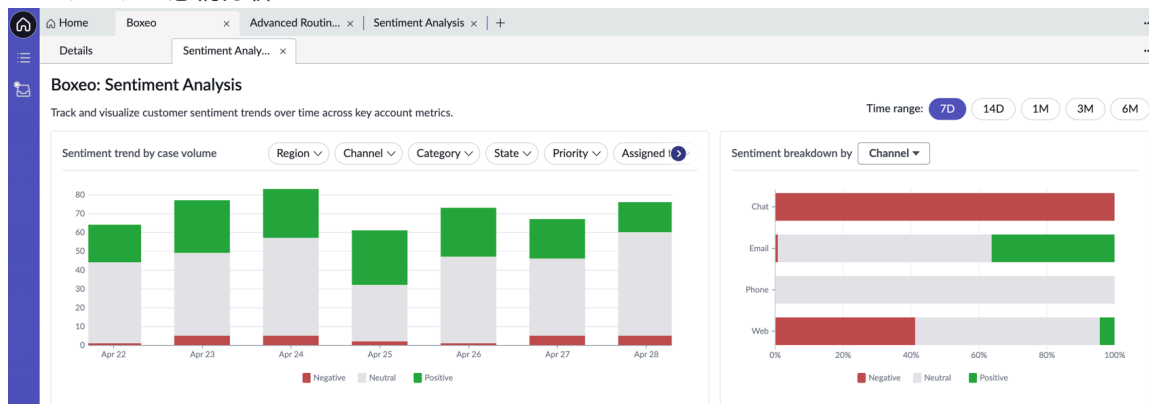 Home Boxeo × Advanced Routin... × Sentiment Analysis × +
Details Sentiment Analy... ×
Boxeo: Sentiment Analysis
Track and visualize customer sentiment trends over time across key account metrics.
Time range: 7D 14D 1M 3M 6M
Sentiment trend by case volume Region Channel Category State Priority Assigned
80
70
60
50
40
30
20
10
0
Apr 22 Apr 23 Apr 24 Apr 25 Apr 26 Apr 27 Apr 28
Negative Neutral Positive
Sentiment breakdown by Channel
Chat
Email
Phone
Web
0% 20% 40% 60% 80% 100%
Negative Neutral Positive